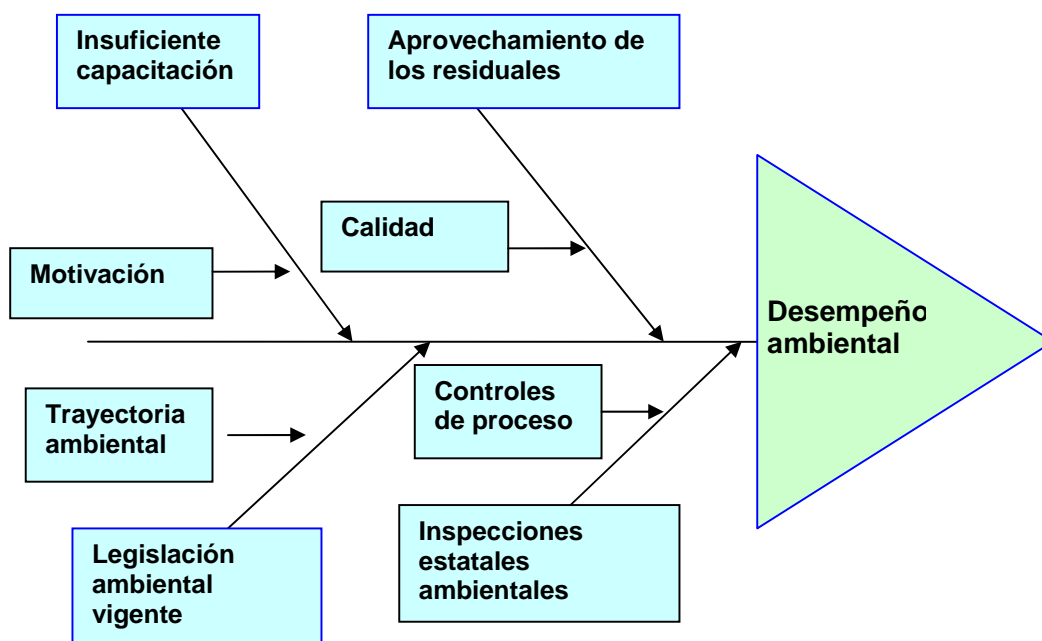 Insuficiente
capacitación
Aprovechamiento de
los residuales
Calidad
Motivación
Desempeño
ambiental
Trayectoria
ambiental
Controles
de proceso
Legislación
ambiental
vigente
Inspecciones
estatales
ambientales